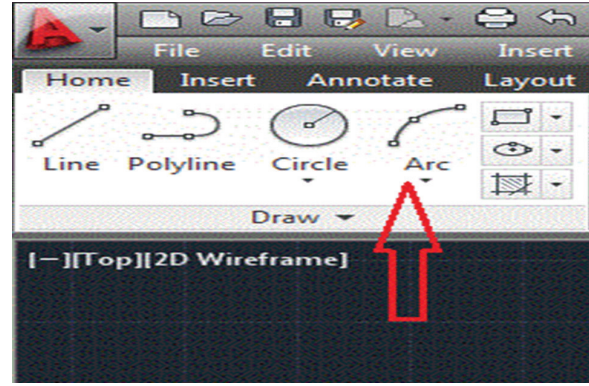 File Edit View Insert
Home Insert Annotate Layout
Line Polyline Circle Arc
Draw
[−][Top][2D Wireframe]